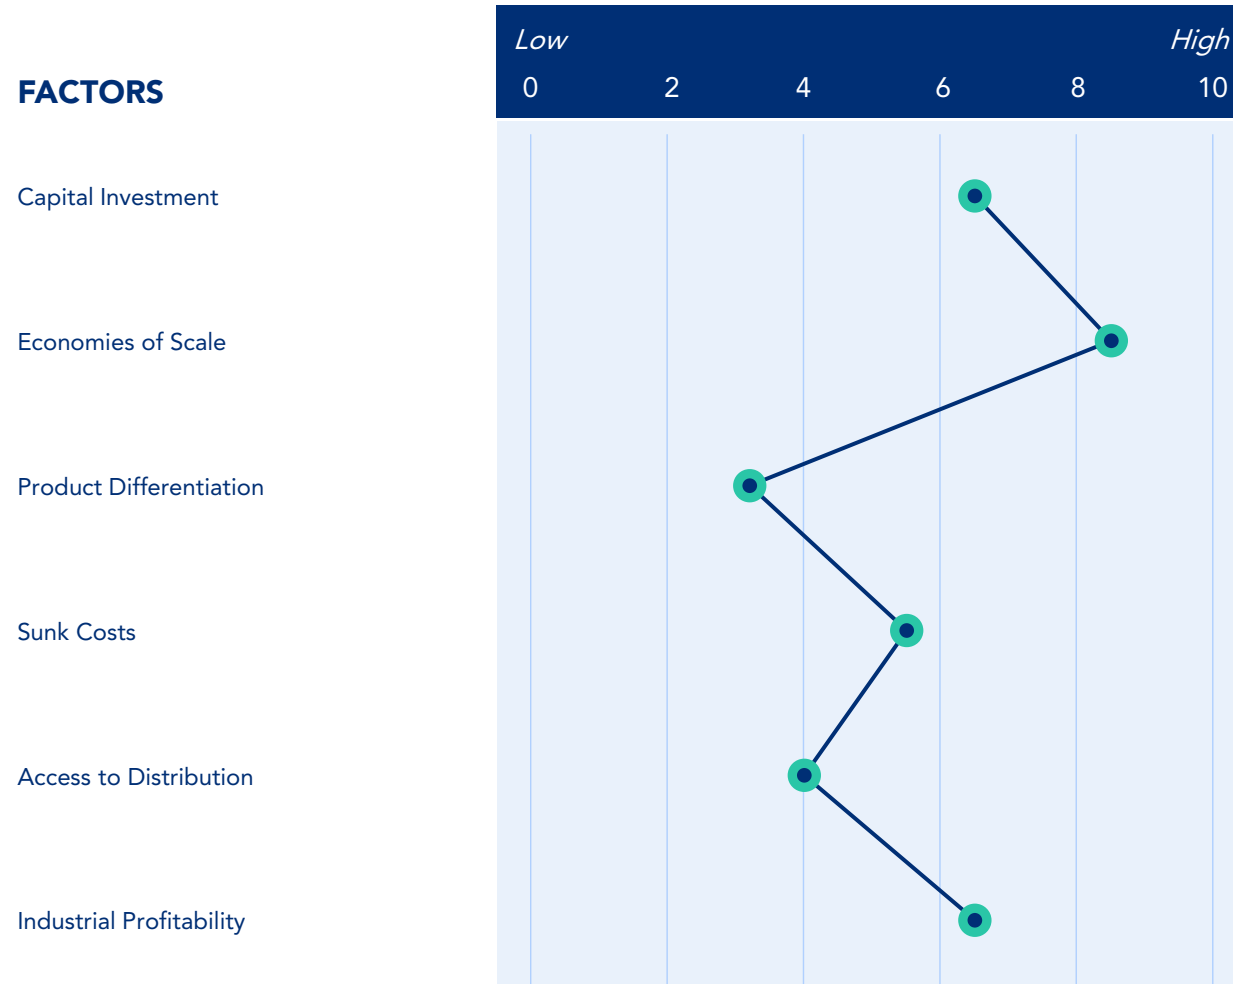 Low High
FACTORS 0 2 4 6 8 10
Capital Investment
Economies of Scale
Product Differentiation
Sunk Costs
Access to Distribution
Industrial Profitability